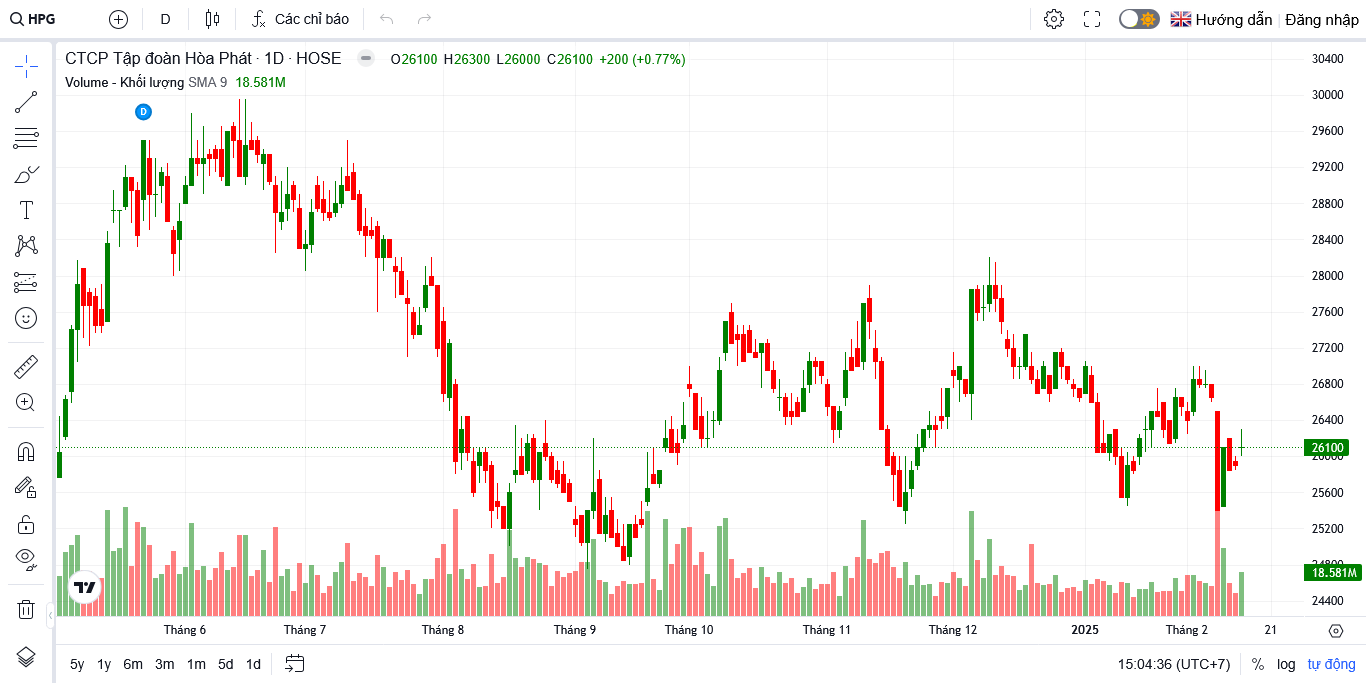 HPG D Các chỉ báo Hướng dẫn Đăng nhập
CTCP Tập đoàn Hòa Phát · 1D · HOSE O26100 H26300 L26000 C26100 +200 (+0.77%)
Volume - Khối lượng SMA 9 18.581M
D
30400
30000
29600
29200
28800
28400
28000
27600
27200
26800
26400
26100
26000
25600
25200
24800
18.581M
24400
Tháng 6 Tháng 7 Tháng 8 Tháng 9 Tháng 10 Tháng 11 Tháng 12 2025 Tháng 2 21
5y 1y 6m 3m 1m 5d 1d 15:04:36 (UTC+7) % log tự động